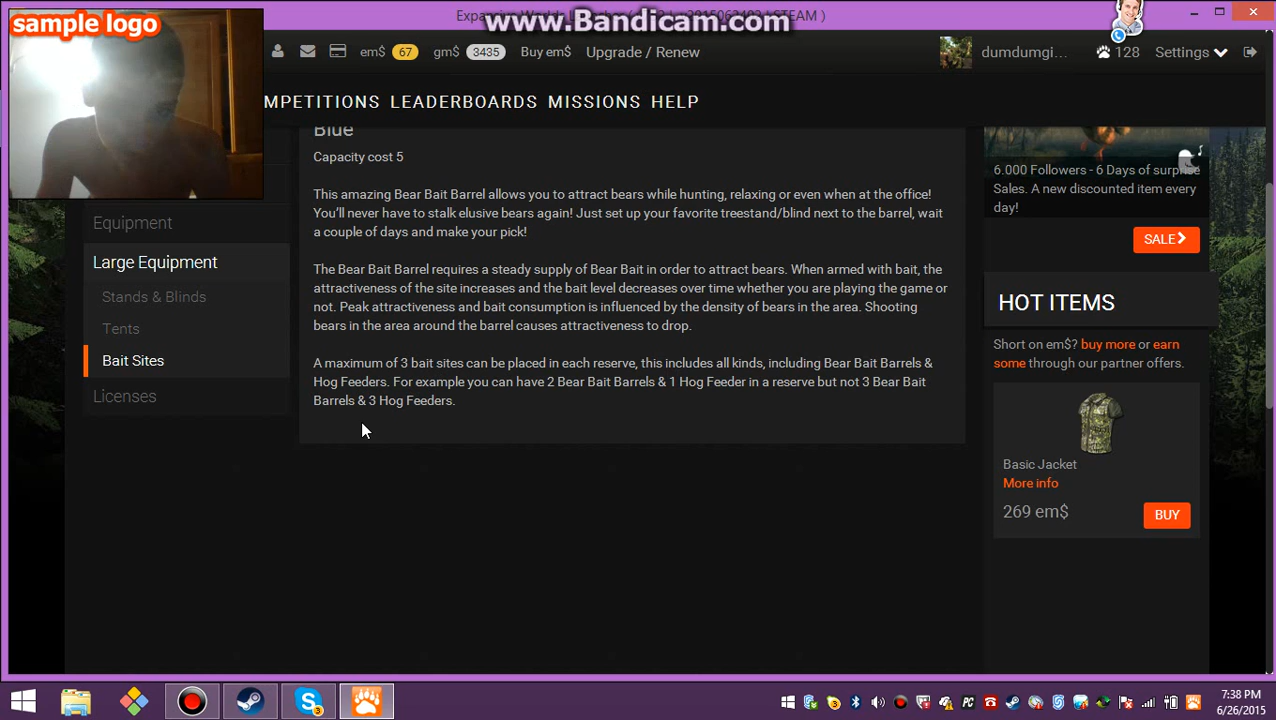 Expan
www.Bandicam.com
STEAM )
sample logo
em$ 67 gm$ 3435 Buy em$ Upgrade / Renew
dumdumgi... 128 Settings
MPETITIONS LEADERBOARDS MISSIONS HELP
Blue
Capacity cost 5
This amazing Bear Bait Barrel allows you to attract bears while hunting, relaxing or even when at the office!
You'll never have to stalk elusive bears again! Just set up your favorite treestand/blind next to the barrel, wait
a couple of days and make your pick!
The Bear Bait Barrel requires a steady supply of Bear Bait in order to attract bears. When armed with bait, the
attractiveness of the site increases and the bait level decreases over time whether you are playing the game or
not. Peak attractiveness and bait consumption is influenced by the density of bears in the area. Shooting
bears in the area around the barrel causes attractiveness to drop.
A maximum of 3 bait sites can be placed in each reserve, this includes all kinds, including Bear Bait Barrels &
Hog Feeders. For example you can have 2 Bear Bait Barrels & 1 Hog Feeder in a reserve but not 3 Bear Bait
Barrels & 3 Hog Feeders.
Equipment
Large Equipment
Stands & Blinds
Tents
Bait Sites
Licenses
6.000 Followers - 6 Days of surprise
Sales. A new discounted item every
day!
SALE
HOT ITEMS
Short on em$? buy more or earn
some through our partner offers.
Basic Jacket
More info
269 em$ BUY
3
3
PC
7:38 PM
6/26/2015